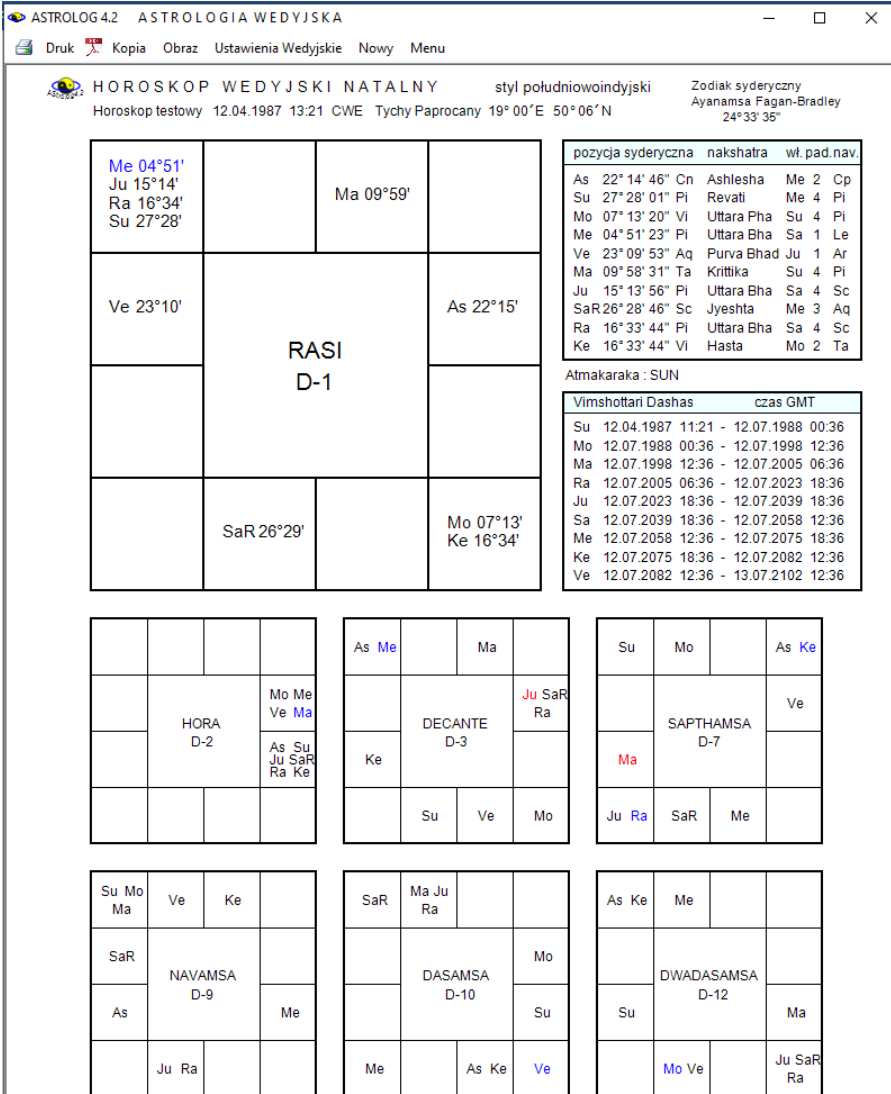 ASTROLOG 4.2 ASTROLOGIA WEDYJSKA
Druk Kopia Obraz Ustawienia Wedyjskie Nowy Menu
HOROSKOP WEDYJSKI NATALNY styl południowoindyjski
Horoskop testowy 12.04.1987 13:21 CWE Tychy Paprocany 19° 00′E 50° 06′N
Zodiak syderyczny
Ayanamsa Fagan-Bradley
24°33' 35"
Me 04°51'
Ju 15°14'
Ra 16°34'
Su 27°28'
Ma 09°59'
Ve 23°10'
As 22°15'
RASI
D-1
SaR 26°29'
Mo 07°13'
Ke 16°34'
pozycja syderyczna nakshatra wł. pad. nav.
As 22° 14' 46" Cn Ashlesha Me 2 Cp
Su 27° 28' 01" Pi Revati Me 4 Pi
Mo 07° 13' 20" Vi Uttara Pha Su 4 Pi
Me 04° 51' 23" Pi Uttara Bha Sa 1 Le
Ve 23° 09' 53" Aq Purva Bhad Ju 1 Ar
Ma 09° 58' 31" Ta Krittika Su 4 Pi
Ju 15° 13' 56" Pi Uttara Bha Sa 4 Sc
SaR 26° 28' 46" Sc Jyeshta Me 3 Aq
Ra 16° 33' 44" Pi Uttara Bha Sa 4 Sc
Ke 16° 33' 44" Vi Hasta Mo 2 Ta
Atmakaraka : SUN
Vimshottari Dashas czas GMT
Su 12.04.1987 11:21 - 12.07.1988 00:36
Mo 12.07.1988 00:36 - 12.07.1998 12:36
Ma 12.07.1998 12:36 - 12.07.2005 06:36
Ra 12.07.2005 06:36 - 12.07.2023 18:36
Ju 12.07.2023 18:36 - 12.07.2039 18:36
Sa 12.07.2039 18:36 - 12.07.2058 12:36
Me 12.07.2058 12:36 - 12.07.2075 18:36
Ke 12.07.2075 18:36 - 12.07.2082 12:36
Ve 12.07.2082 12:36 - 13.07.2102 12:36
Mo Me
Ve Ma
HORA
D-2
As Su
Ju SaR
Ra Ke
As Me
Ma
Ju SaR
Ra
DECANTE
D-3
Ke
Su
Ve
Mo
Su
Mo
As Ke
Ve
SAPTHAMSA
D-7
Ma
Ju Ra
SaR
Me
Su Mo
Ma
Ve
Ke
SaR
NAVAMSA
D-9
As
Me
Ju Ra
SaR
Ma Ju
Ra
Mo
DASAMSA
D-10
Su
Me
As Ke
Ve
As Ke
Me
DWADASAMSA
D-12
Su
Ma
Mo Ve
Ju SaR
Ra